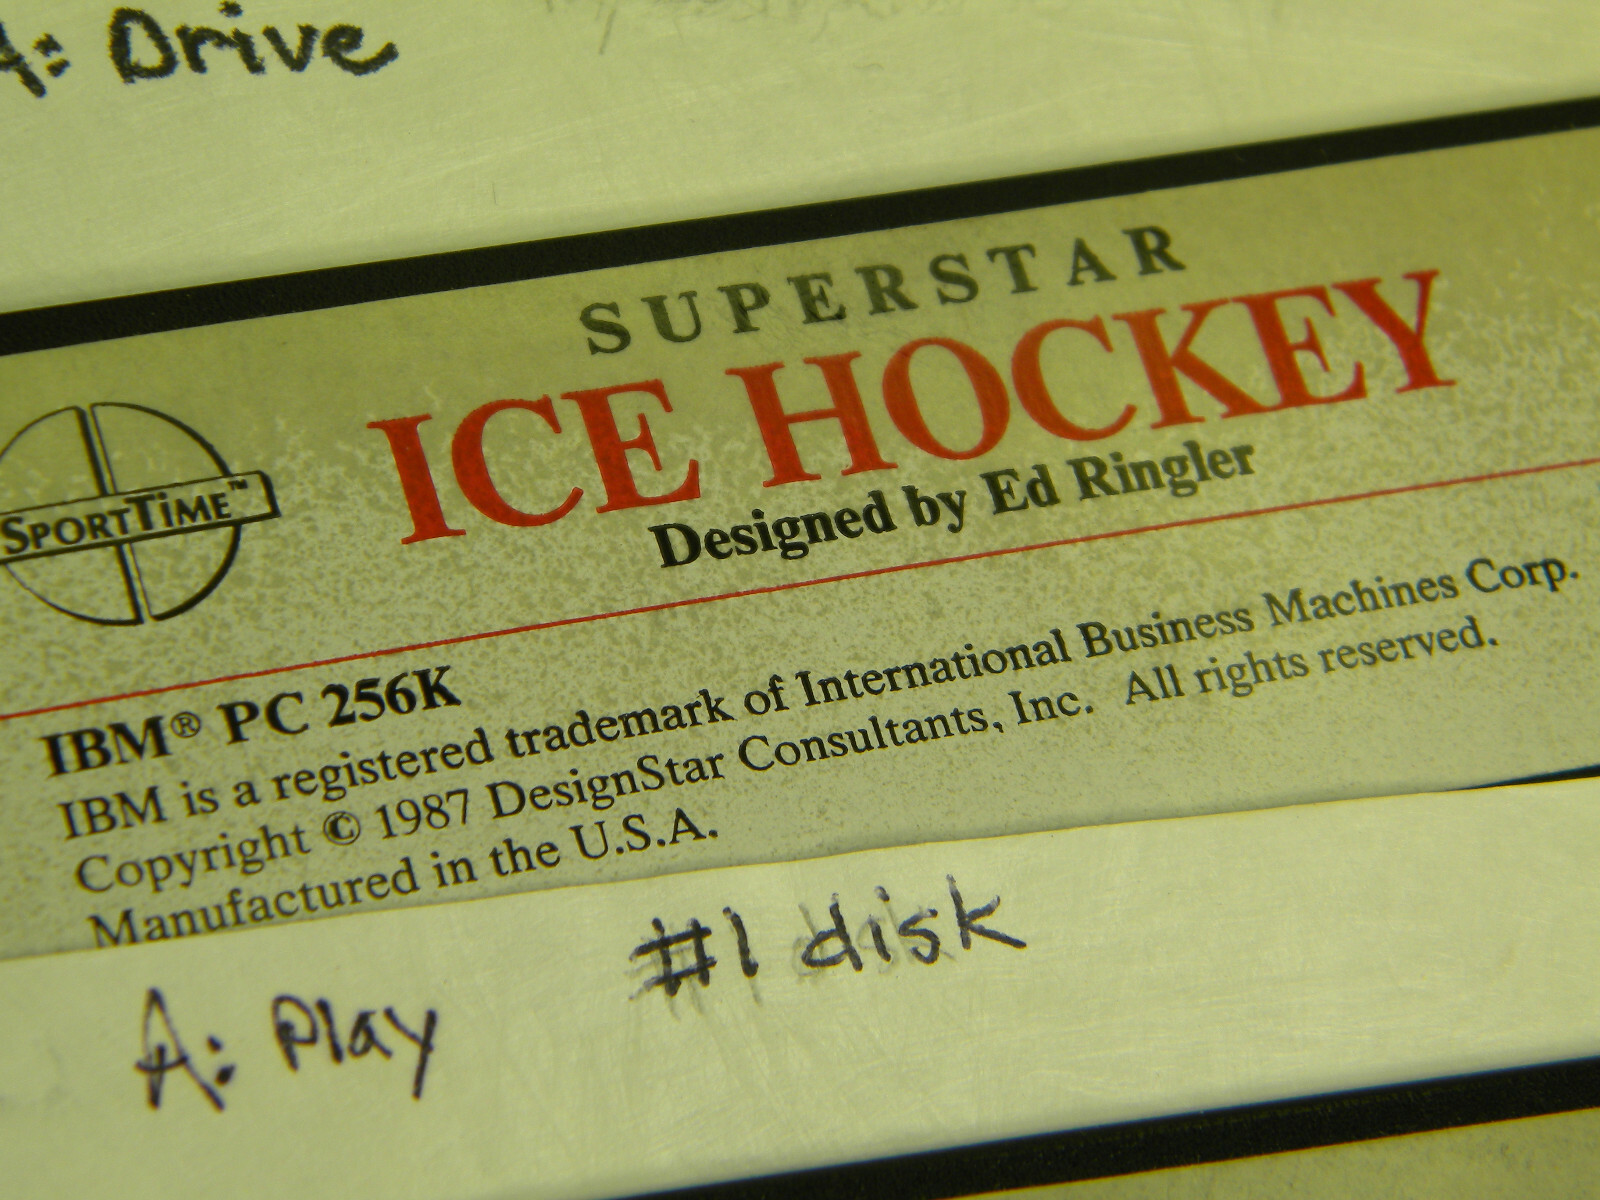 A: Drive
SUPERSTAR
ICE HOCKEY
Designed by Ed Ringler
SPORTTIME™
IBM® PC 256K
IBM is a registered trademark of International Business Machines Corp.
Copyright © 1987 DesignStar Consultants, Inc. All rights reserved.
Manufactured in the U.S.A.
#1 disk
A: Play